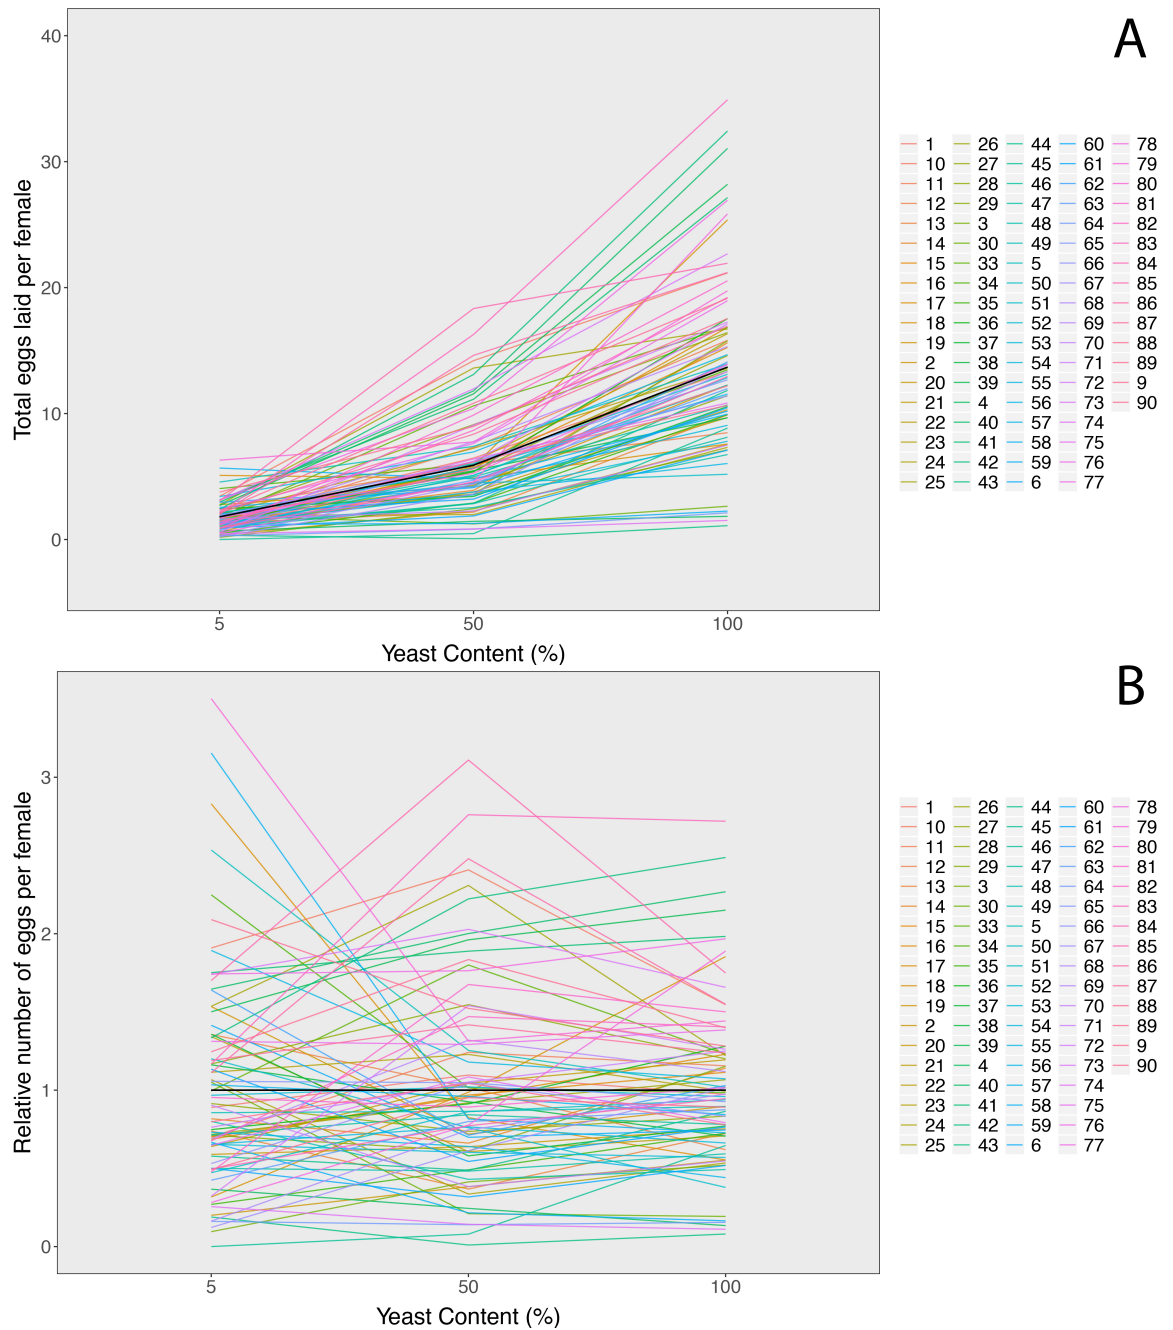 A
40
30
20
10
0
Total eggs laid per female
5 50 100
Yeast Content (%)
1 26 44 60 78
10 27 45 61 79
11 28 46 62 80
12 29 47 63 81
13 3 48 64 82
14 30 49 65 83
15 33 5 66 84
16 34 50 67 85
17 35 51 68 86
18 36 52 69 87
19 37 53 70 88
2 38 54 71 89
20 39 55 72 9
21 4 56 73 90
22 40 57 74
23 41 58 75
24 42 59 76
25 43 6 77
B
3
2
1
0
Relative number of eggs per female
5 50 100
Yeast Content (%)
1 26 44 60 78
10 27 45 61 79
11 28 46 62 80
12 29 47 63 81
13 3 48 64 82
14 30 49 65 83
15 33 5 66 84
16 34 50 67 85
17 35 51 68 86
18 36 52 69 87
19 37 53 70 88
2 38 54 71 89
20 39 55 72 9
21 4 56 73 90
22 40 57 74
23 41 58 75
24 42 59 76
25 43 6 77